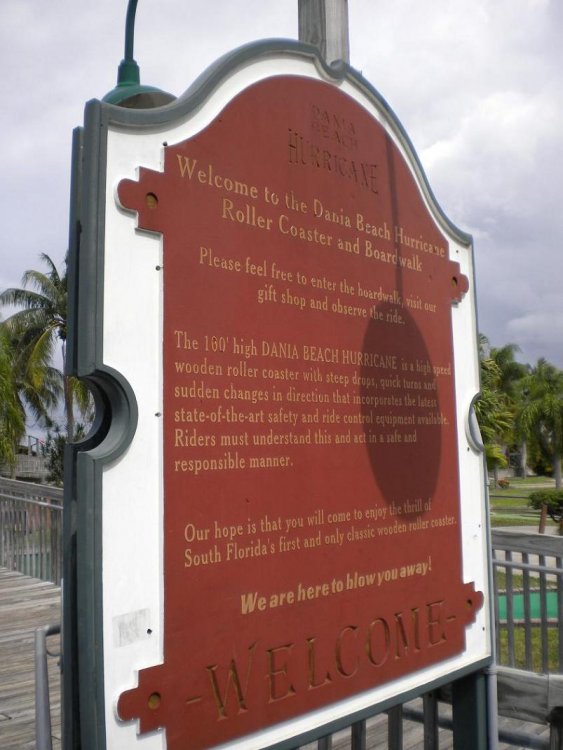 DANIA
BEACH
HURRICANE
Welcome to the Dania Beach Hurricane
Roller Coaster and Boardwalk
Please feel free to enter the boardwalk, visit our
gift shop and observe the ride.
The 100' high DANIA BEACH HURRICANE is a high speed
wooden roller coaster with steep drops, quick turns and
sudden changes in direction that incorporates the latest
state-of-the-art safety and ride control equipment available.
Riders must understand this and act in a safe and
responsible manner.
Our hope is that you will come to enjoy the thrill of
South Florida's first and only classic wooden roller coaster.
We are here to blow you away!
-WELCOME-